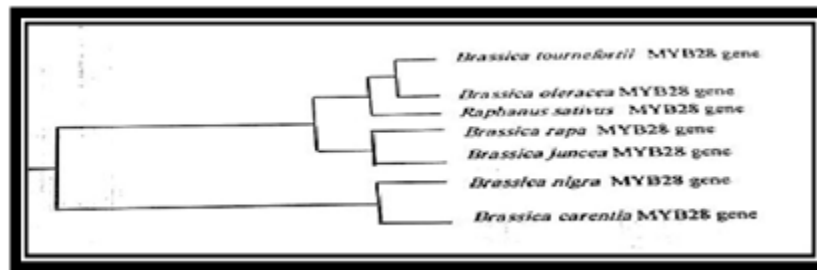 Brassica tournefortii MYB28 gene
Brassica oleracea MYB28 gene
Raphanus sativus MYB28 gene
Brassica rapa MYB28 gene
Brassica juncea MYB28 gene
Brassica nigra MYB28 gene
Brassica carentia MYB28 gene